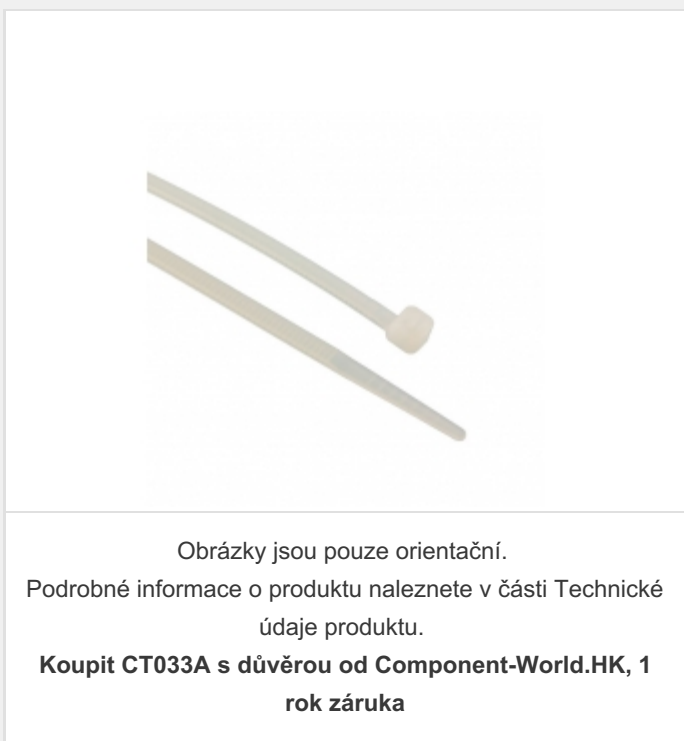 Obrázky jsou pouze orientační.
Podrobné informace o produktu naleznete v části Technické
údaje produktu.
Koupit CT033A s důvěrou od Component-World.HK, 1
rok záruka